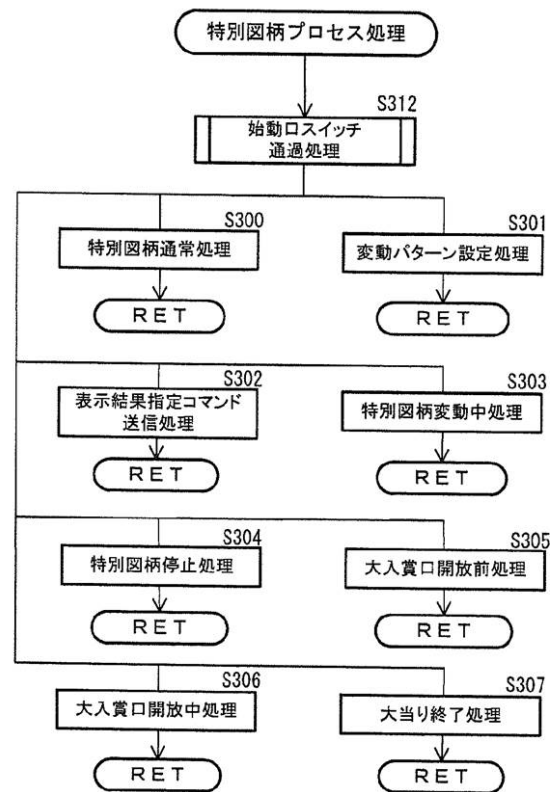 特別図柄プロセス処理
S312
始動口スイッチ
通過処理
S300
特別図柄通常処理
RET
S301
変動パターン設定処理
RET
S302
表示結果指定コマンド
送信処理
RET
S303
特別図柄変動中処理
RET
S304
特別図柄停止処理
RET
S305
大入賞口開放前処理
RET
S306
大入賞口開放中処理
RET
S307
大当り終了処理
RET